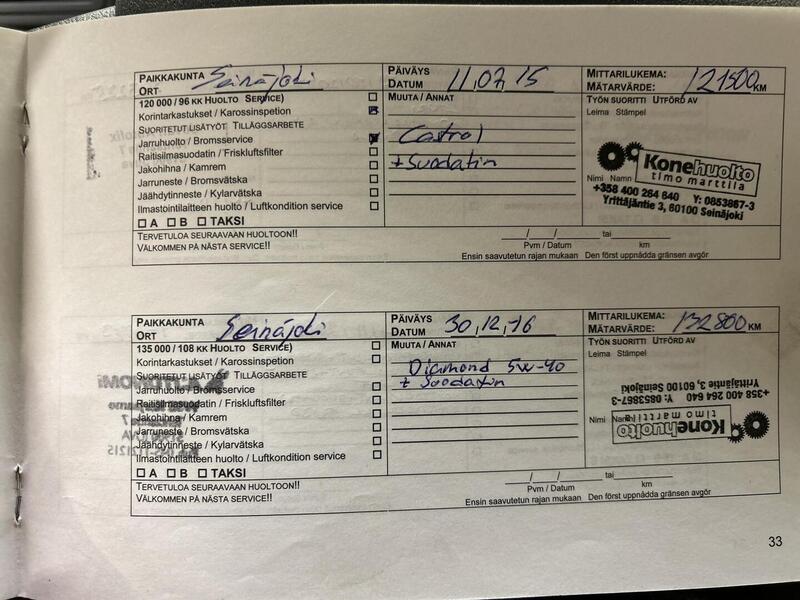 PAIKKAKUNTA Seinäjoki
ORT
PÄIVÄYS
DATUM 11,07,15
MITTARILUKEMA: 121500 KM
MÄTARVÄRDE:
120 000 / 96 KK HUOLTO SERVICE)
Korintarkastukset / Karossinspetion
SUORITETUT LISÄTYÖT TILLÄGGSARBETE
Jarruhuolto / Bromsservice
Raitisilmasuodatin / Friskluftsfilter
Jakohihna / Kamrem
Jarruneste / Bromsvätska
Jäähdytinneste / Kylarvätska
Ilmastointilaitteen huolto / Luftkondition service
A B TAKSI
MUUTA / ANNAT
Castrol
+ Suodatin
TYÖN SUORITTI UTFÖRD AV
Leima Stämpel
Konehuolto
timo marttila
Nimi Namn
+358 400 264 640 Y: 0853867-3
Yrittäjäntie 3, 60100 Seinäjoki
TERVETULOA SEURAAVAAN HUOLTOON!!
VÄLKOMMEN PÅ NÄSTA SERVICE!!
/ / tai
Pvm / Datum km
Ensin saavutetun rajan mukaan Den först uppnådda gränsen avgör
PAIKKAKUNTA Seinäjoki
ORT
PÄIVÄYS
DATUM 30,12,-16
MITTARILUKEMA: 132800 KM
MÄTARVÄRDE:
135 000 / 108 KK HUOLTO SERVICE)
Korintarkastukset / Karossinspetion
SUORITETUT LISÄTYÖT TILLÄGGSARBETE
Jarruhuolto / Bromsservice
Raitisilmasuodatin / Friskluftsfilter
Jakohihna / Kamrem
Jarruneste / Bromsvätska
Jäähdytinneste / Kylarvätska
Ilmastointilaitteen huolto / Luftkondition service
A B TAKSI
MUUTA / ANNAT
Diamond 5w-40
+ Suodatin
TYÖN SUORITTI UTFÖRD AV
Leima Stämpel
Yrittäjäntie 3, 60100 Seinäjoki
+358 400 264 640 Y: 0853867-3
Nimi Namn
timo marttila
Konehuolto
TERVETULOA SEURAAVAAN HUOLTOON!!
VÄLKOMMEN PÅ NÄSTA SERVICE!!
/ / tai
Pvm / Datum km
Ensin saavutetun rajan mukaan Den först uppnådda gränsen avgör
33